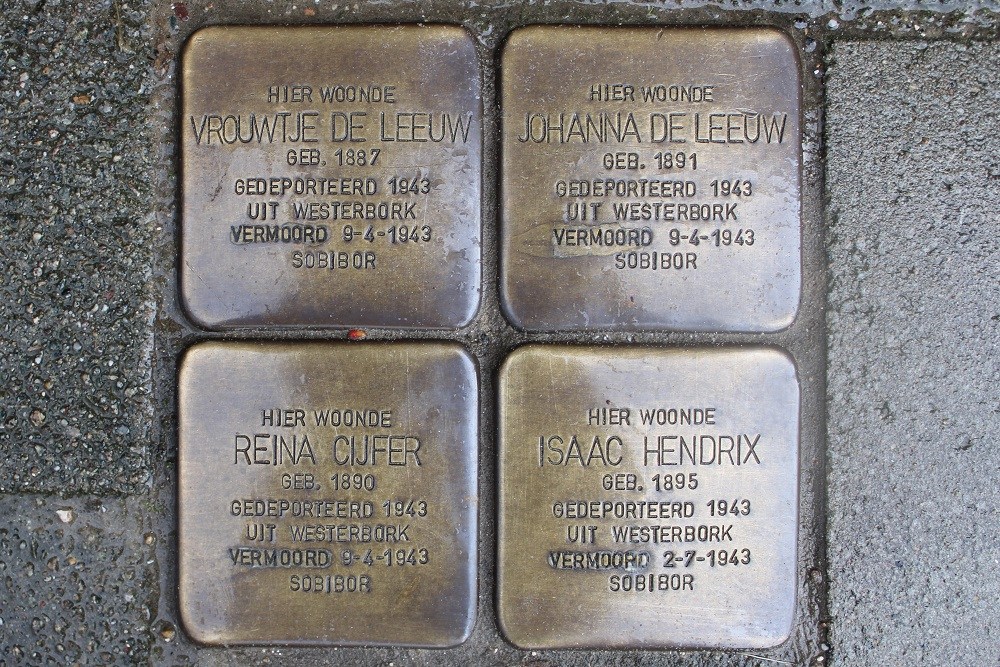 HIER WOONDE
VROUWTJE DE LEEUW
GEB. 1887
GEDEPORTEERD 1943
UIT WESTERBORK
VERMOORD 9-4-1943
SOBIBOR
HIER WOONDE
JOHANNA DE LEEUW
GEB. 1891
GEDEPORTEERD 1943
UIT WESTERBORK
VERMOORD 9-4-1943
SOBIBOR
HIER WOONDE
REINA CIJFER
GEB. 1890
GEDEPORTEERD 1943
UIT WESTERBORK
VERMOORD 9-4-1943
SOBIBOR
HIER WOONDE
ISAAC HENDRIX
GEB. 1895
GEDEPORTEERD 1943
UIT WESTERBORK
VERMOORD 2-7-1943
SOBIBOR